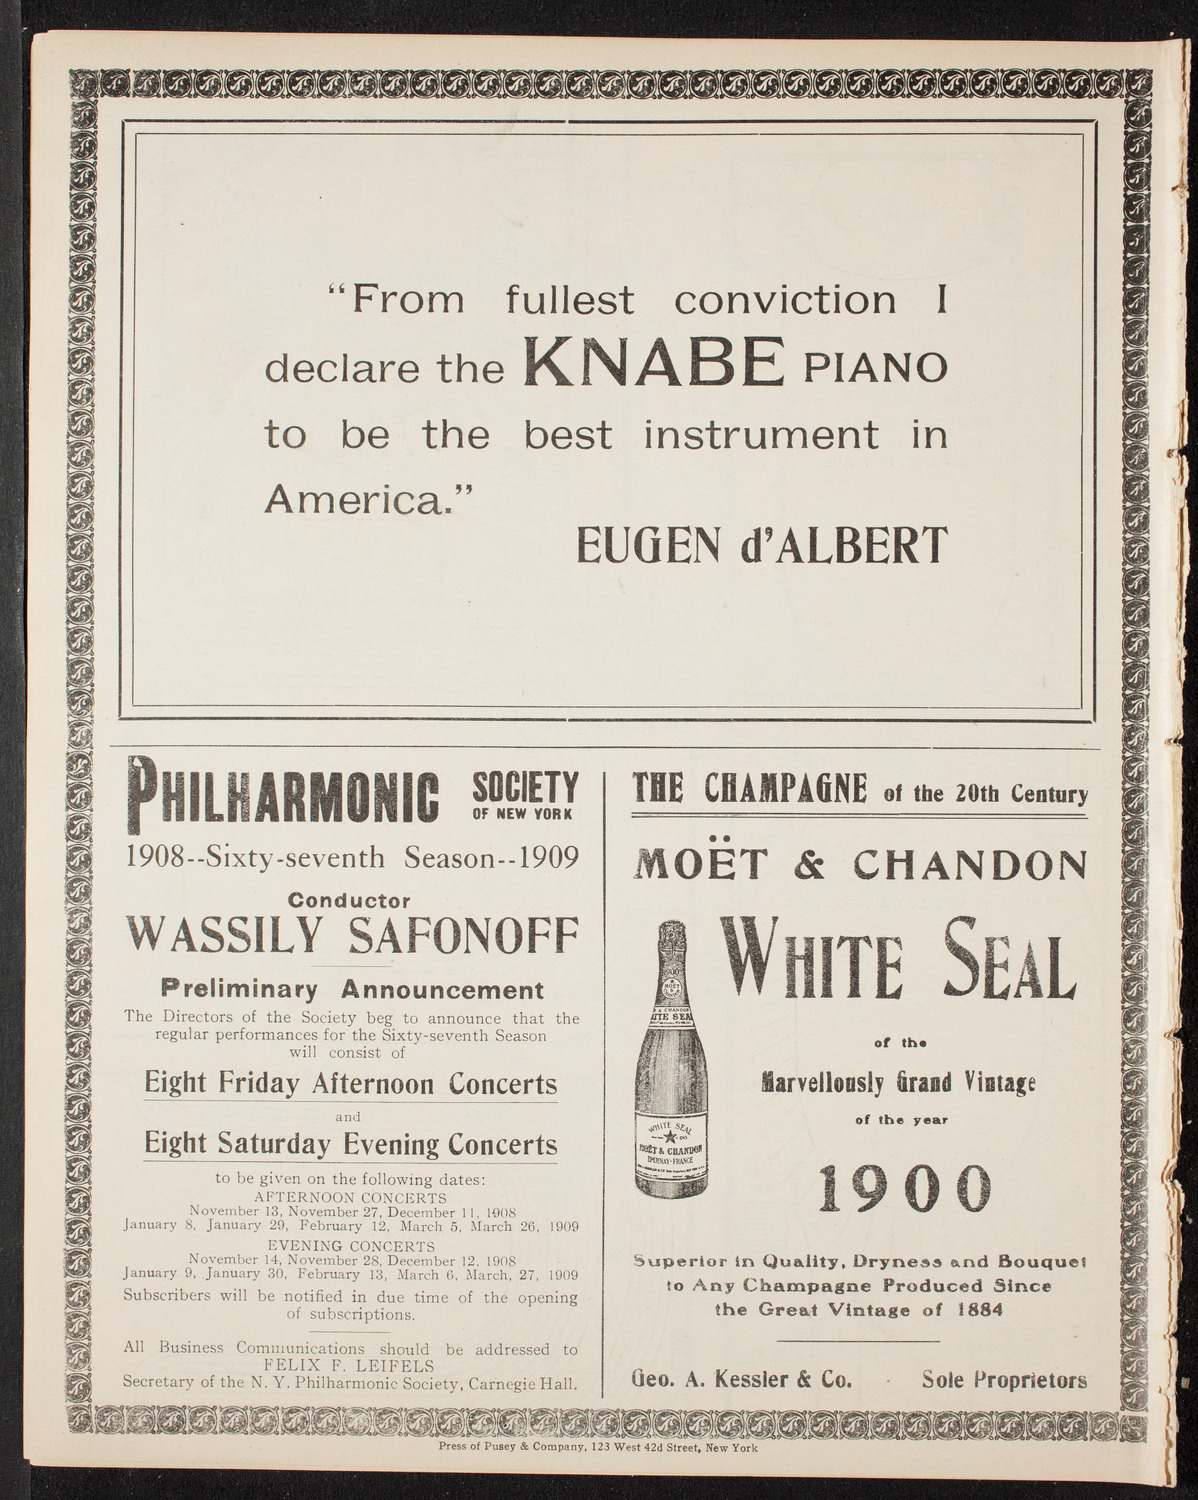 “From fullest conviction I
declare the KNABE PIANO
to be the best instrument in
America.”
EUGEN d’ALBERT
PHILHARMONIC SOCIETY
OF NEW YORK
1908--Sixty-seventh Season--1909
Conductor
WASSILY SAFONOFF
Preliminary Announcement
The Directors of the Society beg to announce that the
regular performances for the Sixty-seventh Season
will consist of
Eight Friday Afternoon Concerts
and
Eight Saturday Evening Concerts
to be given on the following dates:
AFTERNOON CONCERTS
November 13, November 27, December 11, 1908
January 8, January 29, February 12, March 5, March 26, 1909
EVENING CONCERTS
November 14, November 28, December 12, 1908
January 9, January 30, February 13, March 6, March, 27, 1909
Subscribers will be notified in due time of the opening
of subscriptions.
All Business Communications should be addressed to
FELIX F. LEIFELS
Secretary of the N. Y. Philharmonic Society, Carnegie Hall.
THE CHAMPAGNE of the 20th Century
MOËT & CHANDON
WHITE SEAL
of the
Marvellously Grand Vintage
of the year
1900
WHITE SEAL
MOËT & CHANDON
EPERNAY-FRANCE
Superior in Quality, Dryness and Bouquet
to Any Champagne Produced Since
the Great Vintage of 1884
Geo. A. Kessler & Co. Sole Proprietors
Press of Pusey & Company, 123 West 42d Street, New York